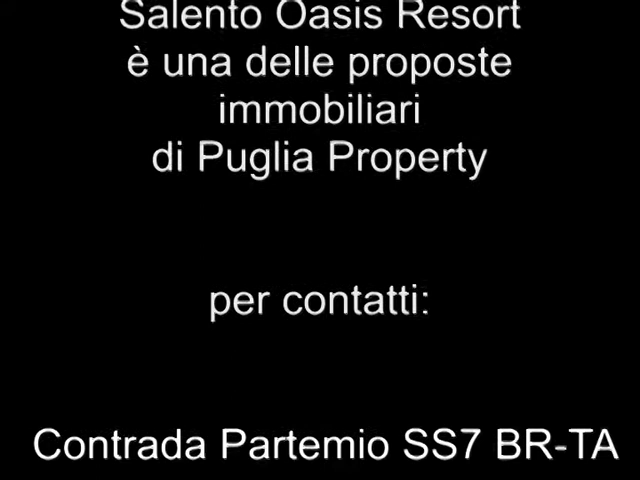 Salento Oasis Resort
è una delle proposte
immobiliari
di Puglia Property
per contatti:
Contrada Partemio SS7 BR-TA